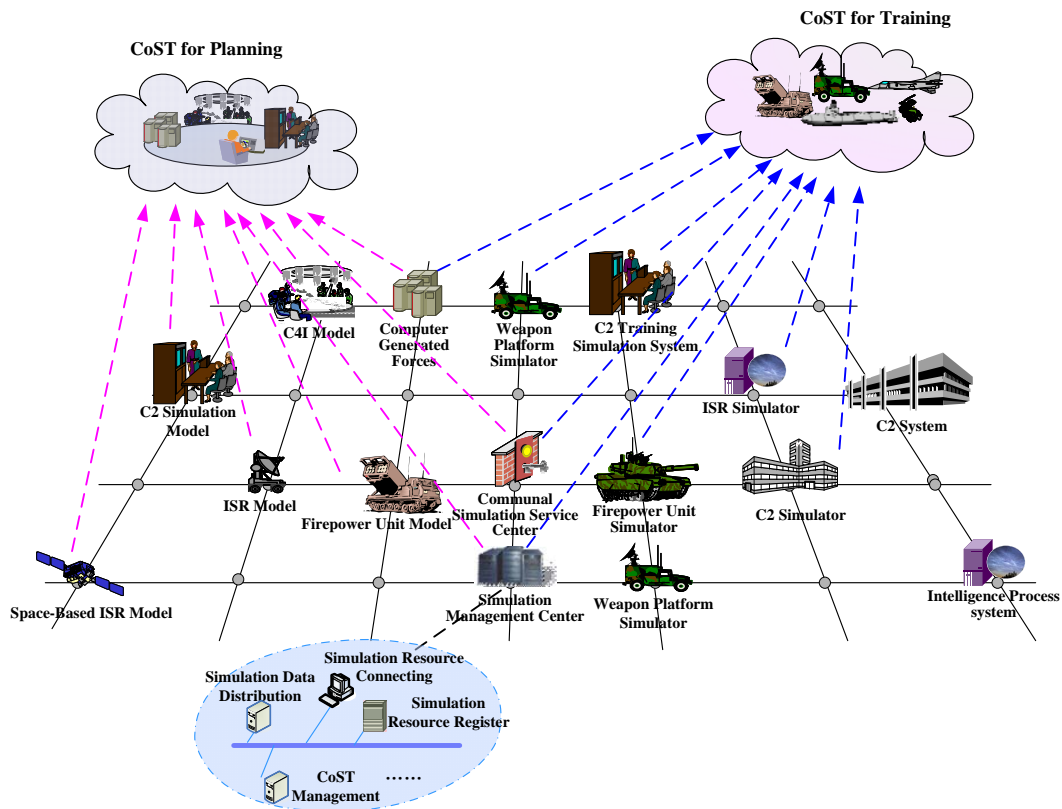 CoST for Training
CoST for Planning
C4I Model
Computer
Generated
Forces
Weapon
Platform
Simulator
C2 Training
Simulation System
C2 Simulation
Model
ISR Simulator
C2 System
ISR Model
Firepower Unit Model
Communal
Simulation Service
Center
Firepower Unit
Simulator
C2 Simulator
Space-Based ISR Model
Simulation
Management Center
Weapon Platform
Simulator
Intelligence Process
system
Simulation Resource
Connecting
Simulation Data
Distribution
Simulation
Resource Register
CoST
Management
……